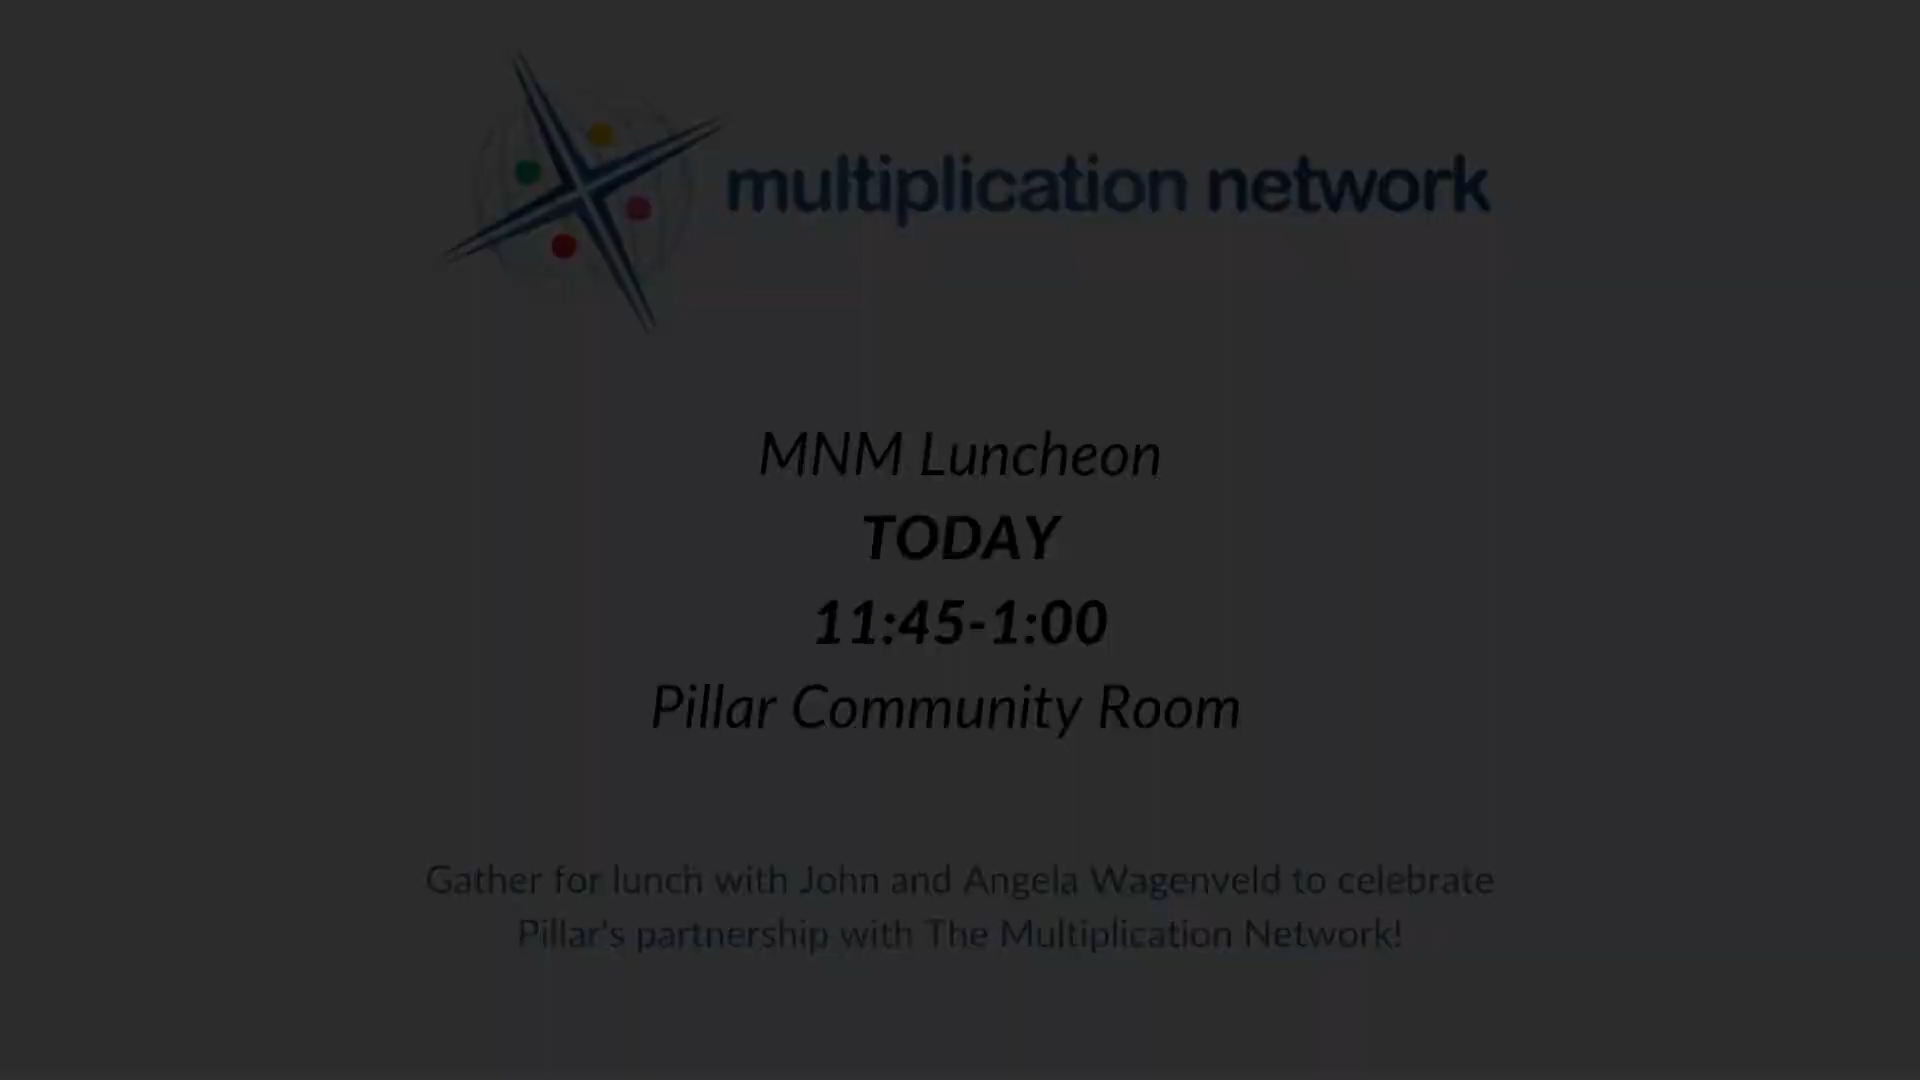 multiplication network
MNM Luncheon
TODAY
11:45-1:00
Pillar Community Room
Gather for lunch with John and Angela Wagenveld to celebrate
Pillar's partnership with The Multiplication Network!